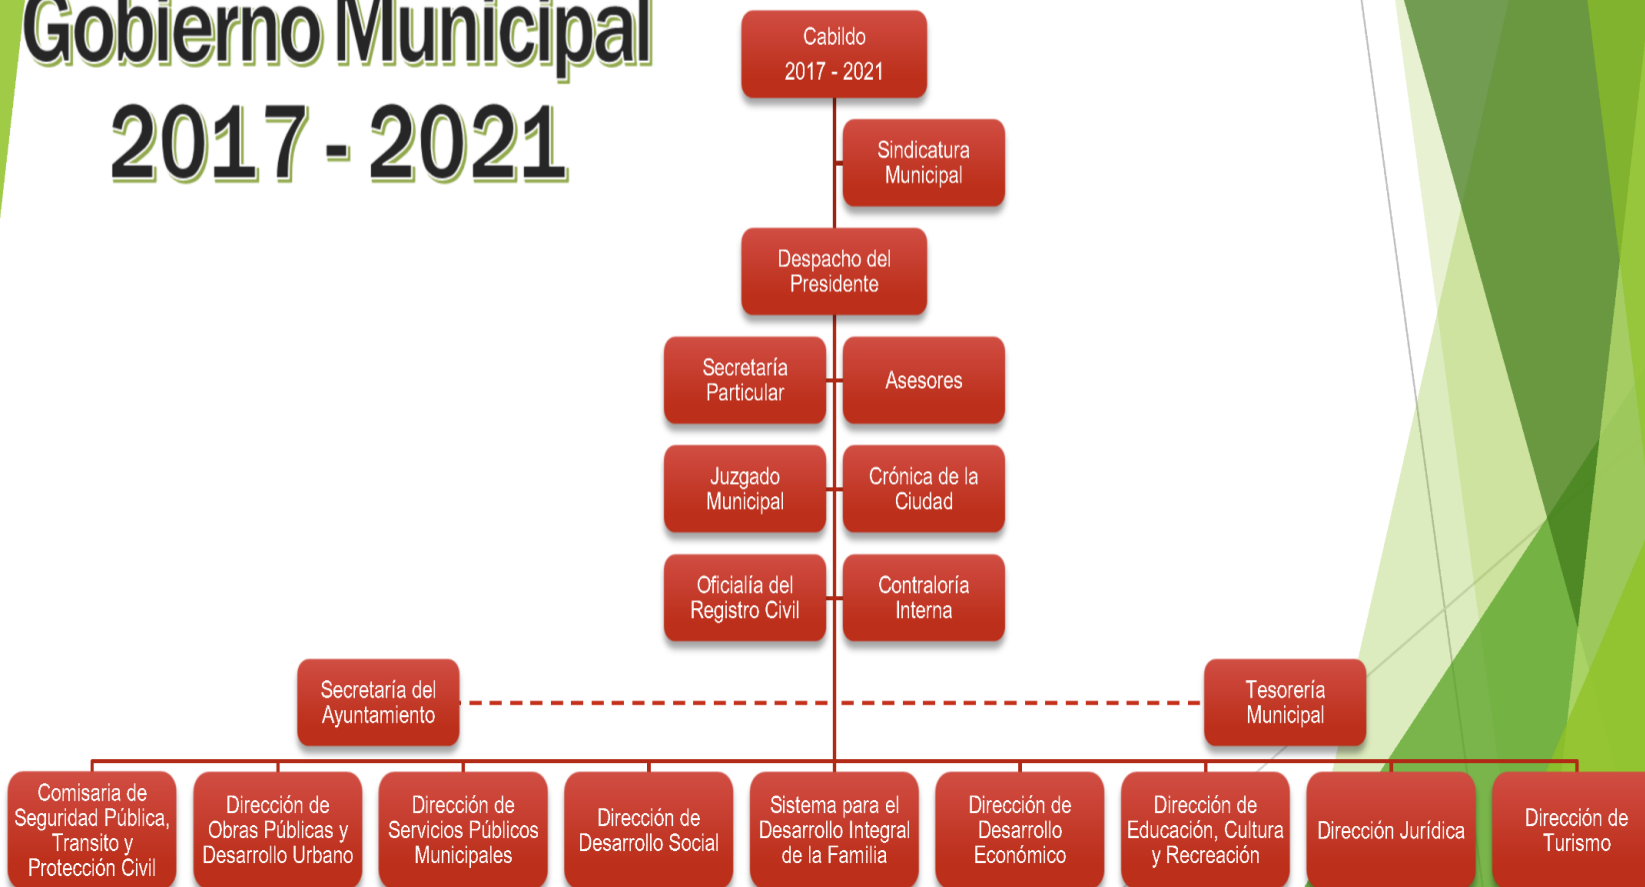 Gobierno Municipal
2017 - 2021
Cabildo
2017 - 2021
Sindicatura
Municipal
Despacho del
Presidente
Secretaría
Particular
Asesores
Juzgado
Municipal
Crónica de la
Ciudad
Oficialía del
Registro Civil
Contraloría
Interna
Secretaría del
Ayuntamiento
Tesorería
Municipal
Comisaria de
Seguridad Pública,
Transito y
Protección Civil
Dirección de
Obras Públicas y
Desarrollo Urbano
Dirección de
Servicios Públicos
Municipales
Dirección de
Desarrollo Social
Sistema para el
Desarrollo Integral
de la Familia
Dirección de
Desarrollo
Económico
Dirección de
Educación, Cultura
y Recreación
Dirección Jurídica
Dirección de
Turismo